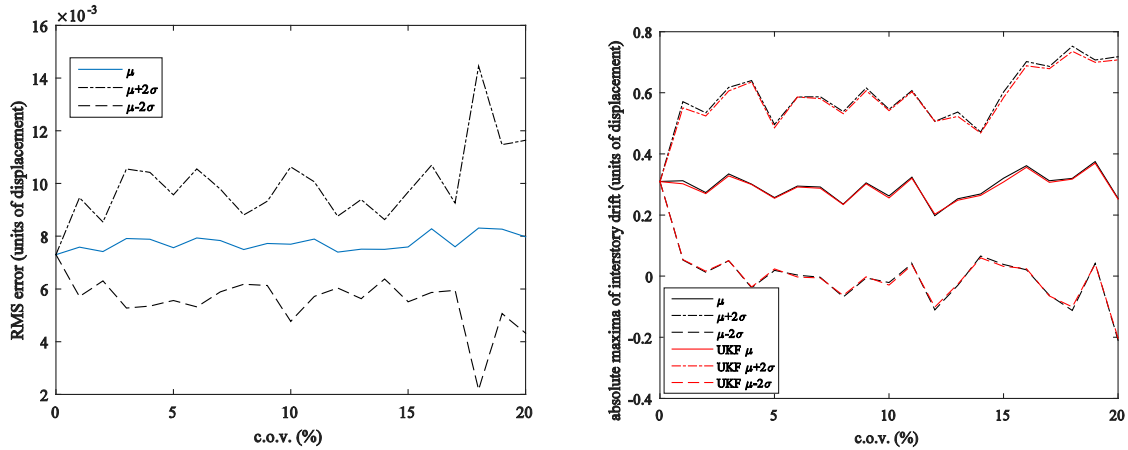 ×10⁻³
16
14
12
10
8
6
4
2
0
5
10
15
20
RMS error (units of displacement)
c.o.v. (%)
μ
μ+2σ
μ-2σ
0.8
0.6
0.4
0.2
0
-0.2
-0.4
0
5
10
15
20
absolute maxima of interstory drift (units of displacement)
c.o.v. (%)
μ
μ+2σ
μ-2σ
UKF μ
UKF μ+2σ
UKF μ-2σ